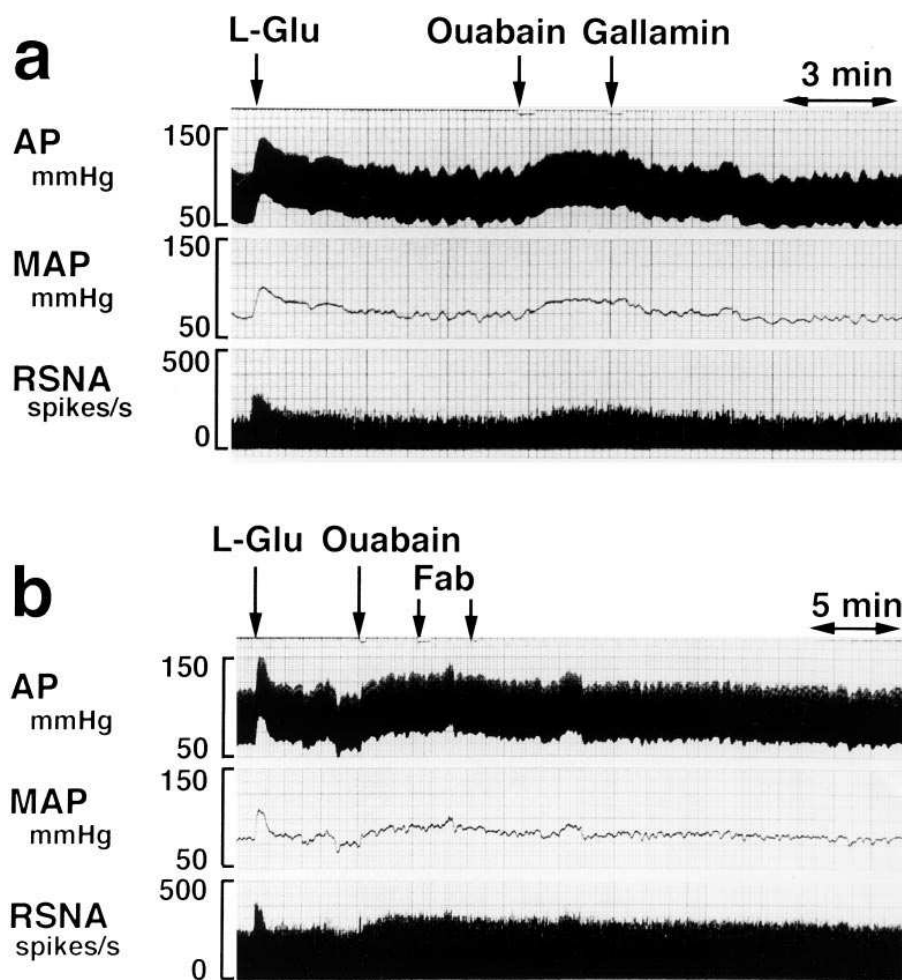 a
L-Glu Ouabain Gallamin
3 min
AP
mmHg
150
50
MAP
mmHg
150
50
RSNA
spikes/s
500
0
b
L-Glu Ouabain
Fab
5 min
AP
mmHg
150
50
MAP
mmHg
150
50
RSNA
spikes/s
500
0